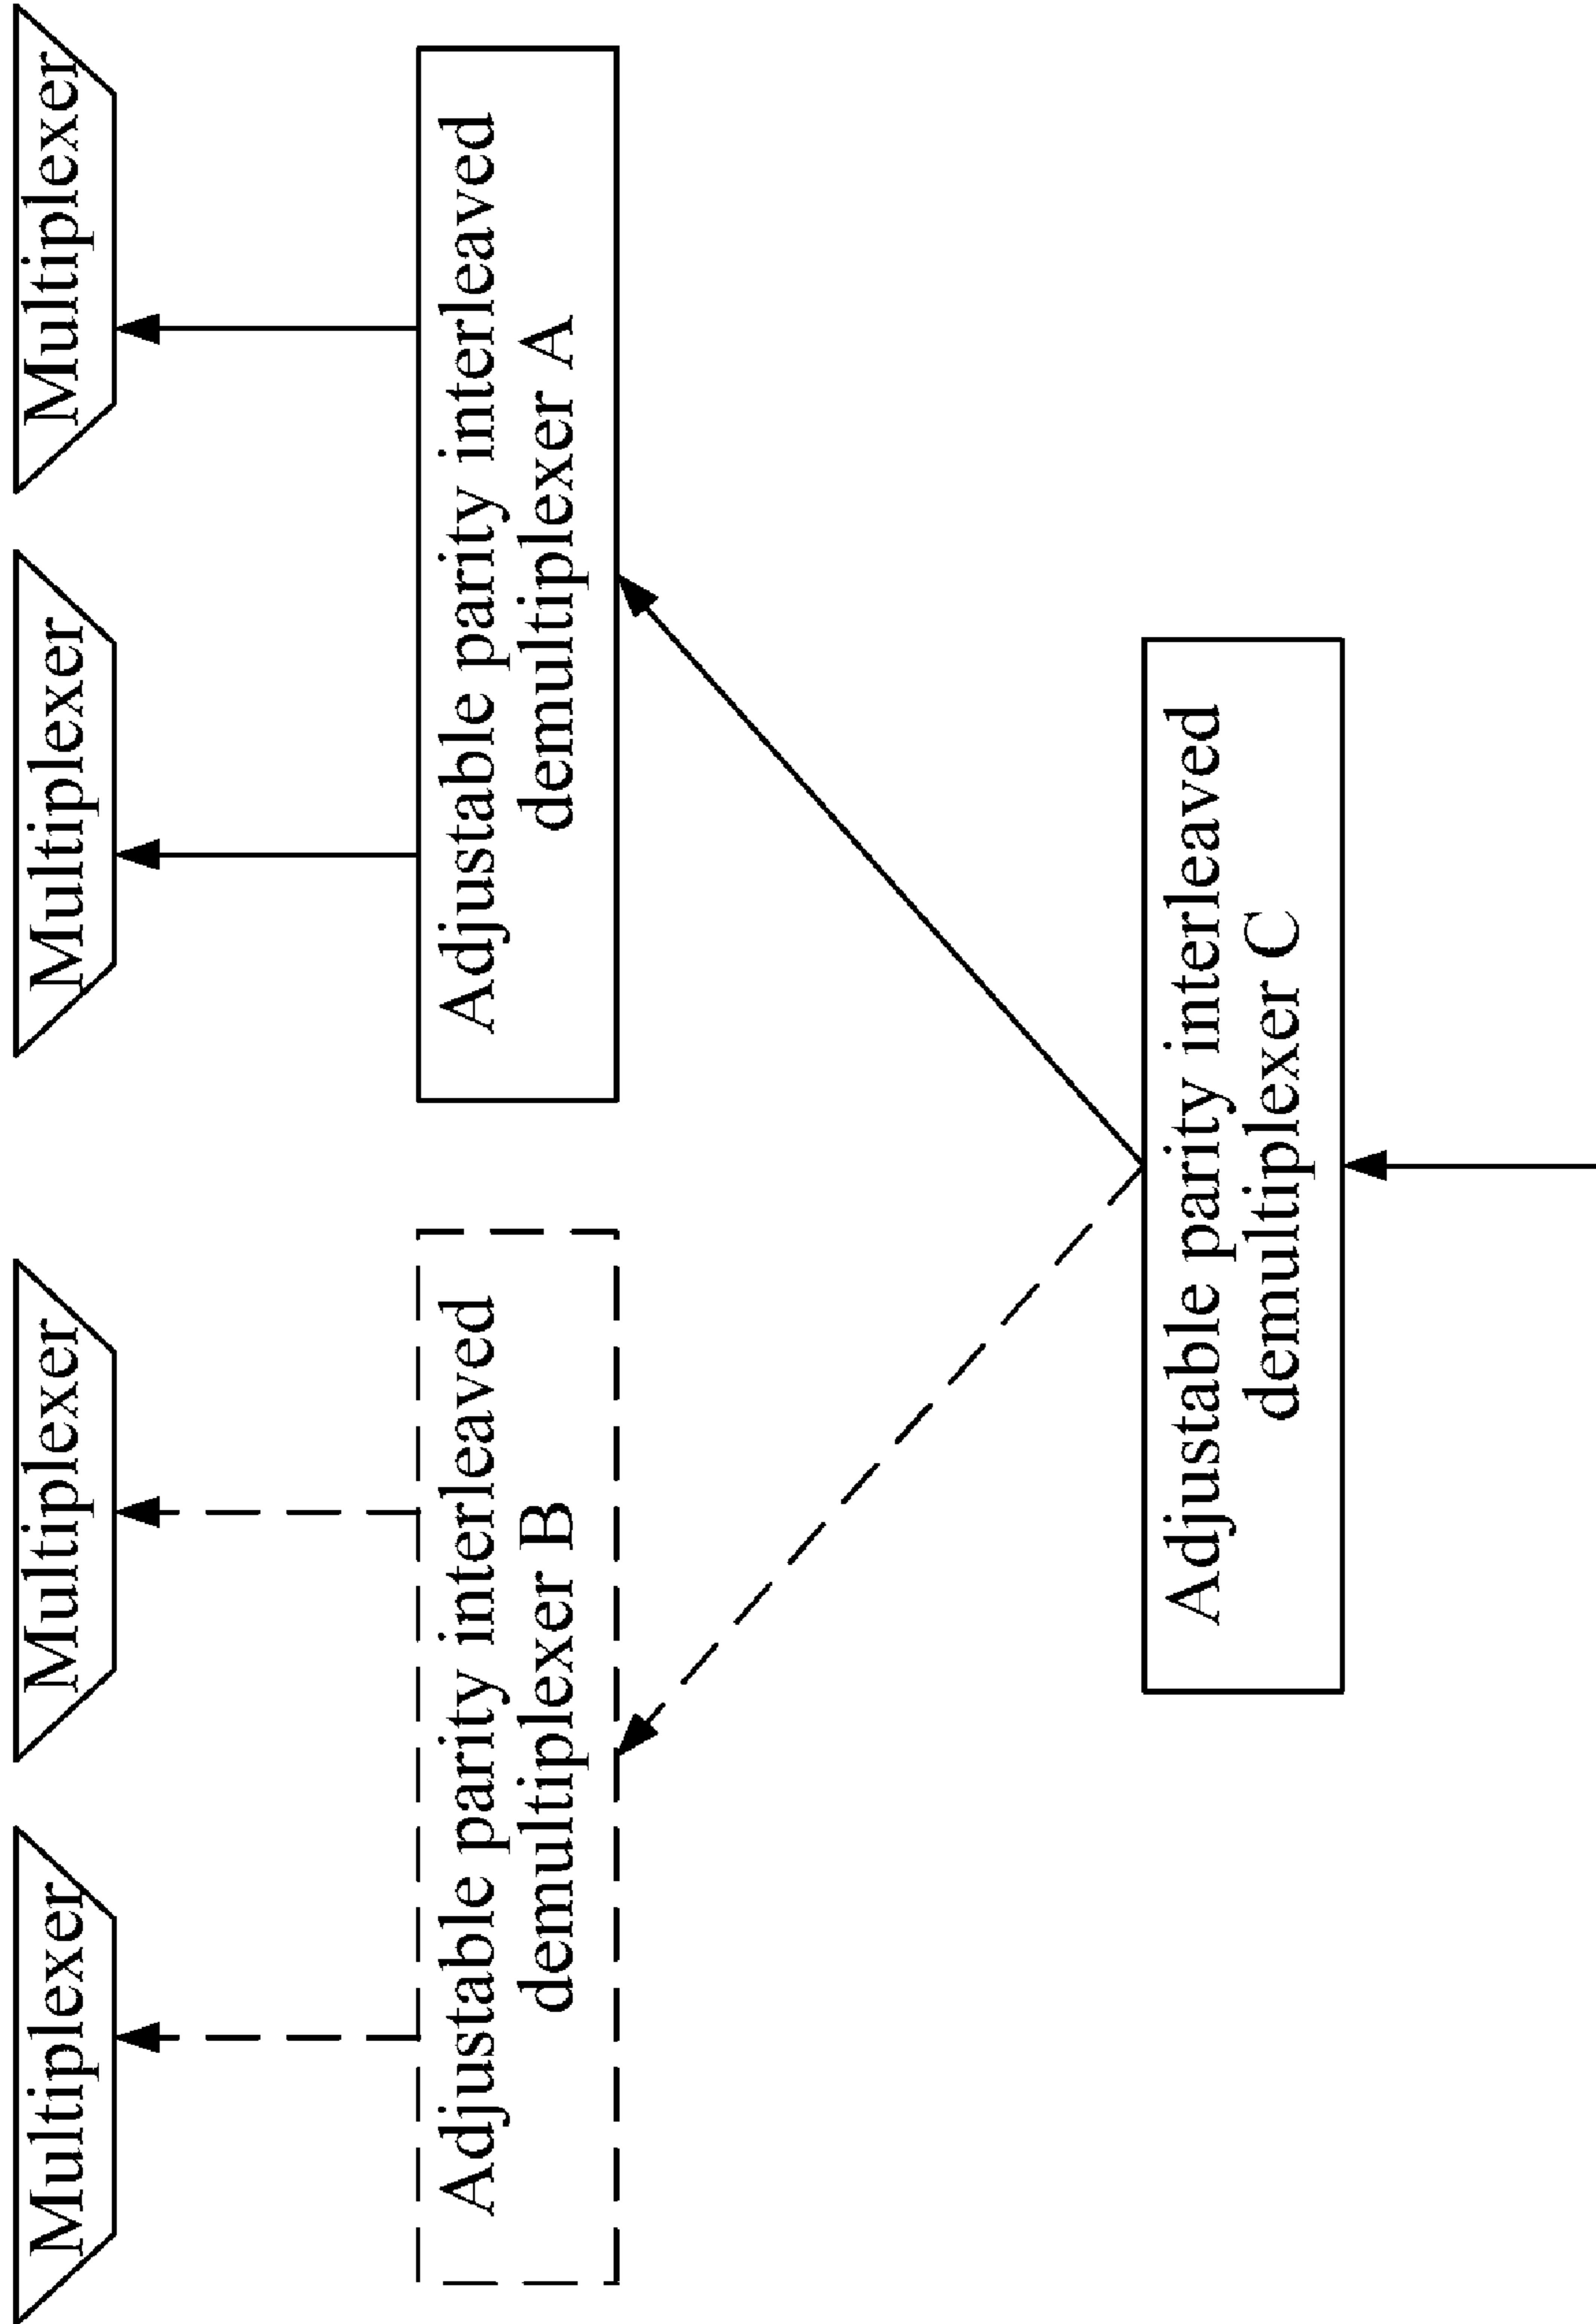 Multiplexer
Multiplexer
Multiplexer
Multiplexer
Adjustable parity interleaved
demultiplexer B
Adjustable parity interleaved
demultiplexer A
Adjustable parity interleaved
demultiplexer C